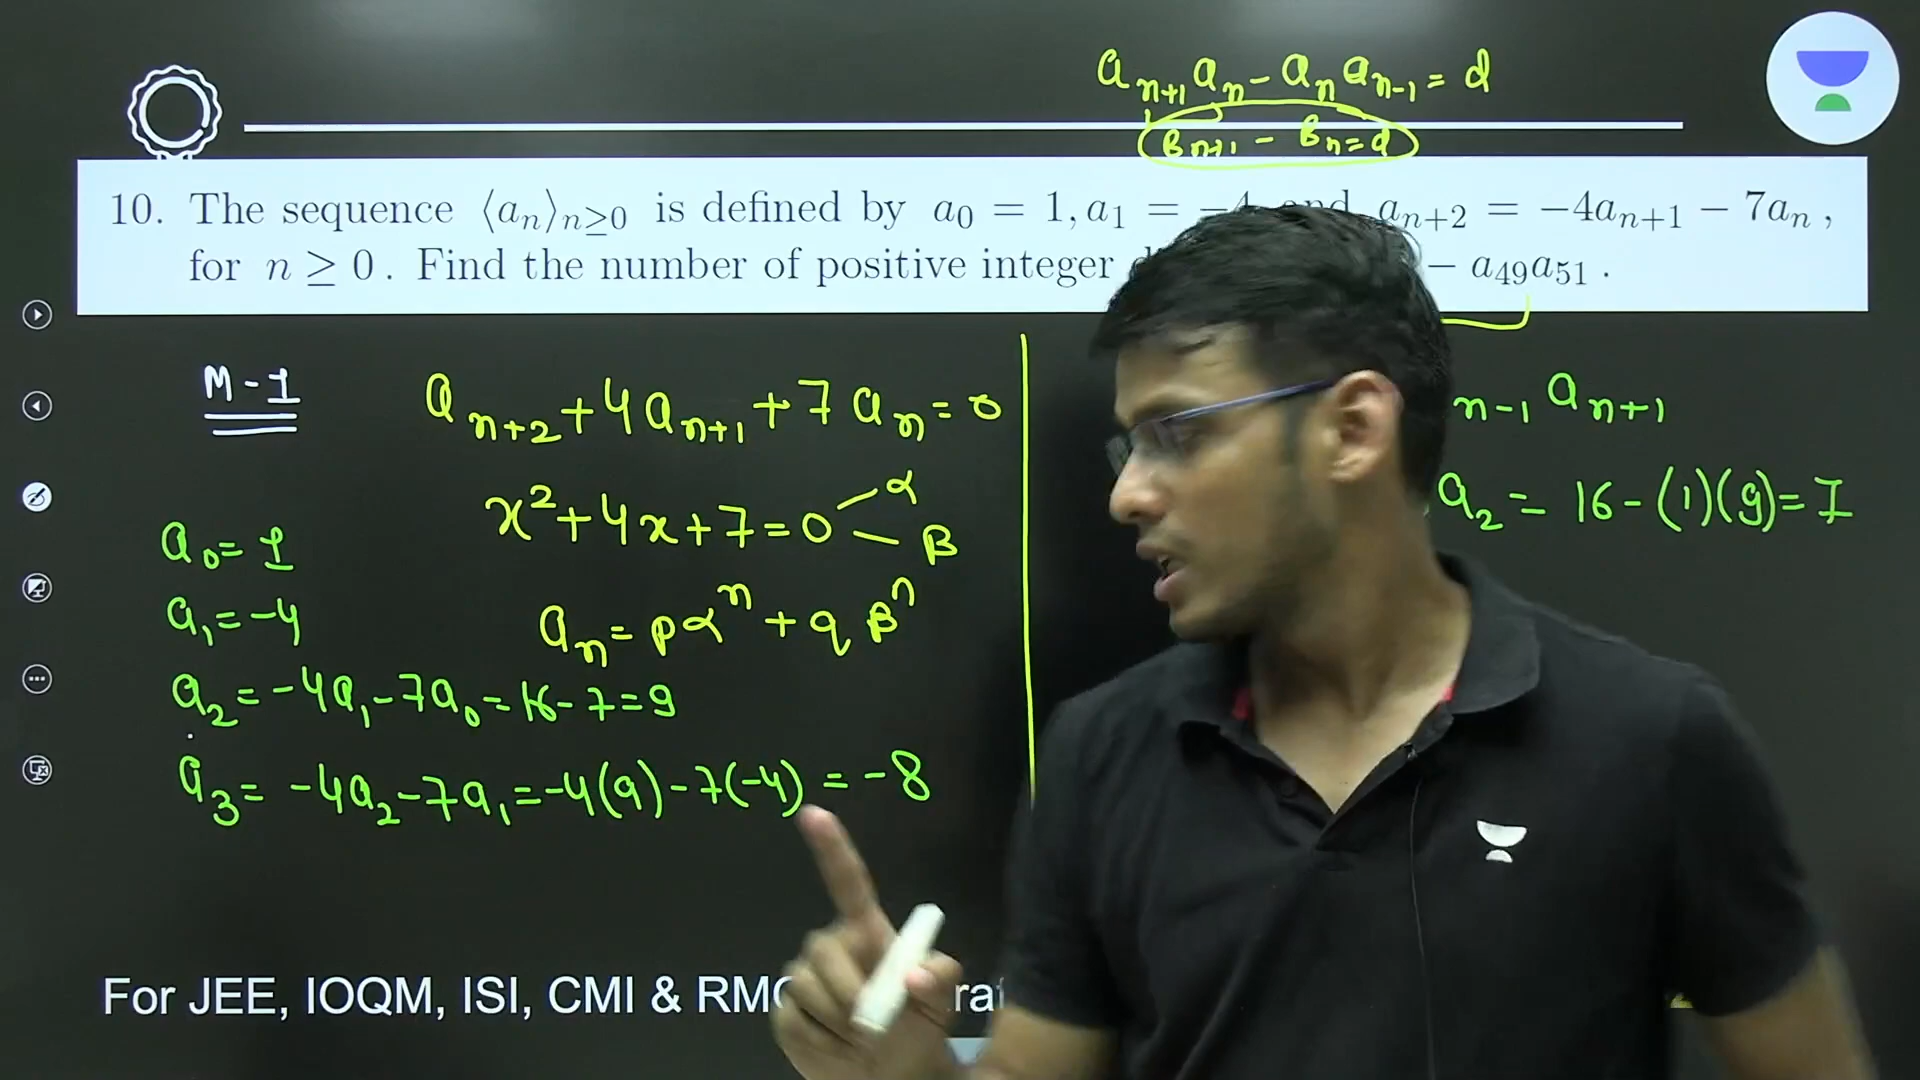 a_{n+1} a_n - a_n a_{n-1} = d
B_{n+1} - B_n = d
10. The sequence ⟨a_n⟩_{n≥0} is defined by a_0 = 1, a_1 = −4 and a_{n+2} = −4a_{n+1} − 7a_n ,
for n ≥ 0 . Find the number of positive integer − a_{49}a_{51} .
M-1
a_{n+2} + 4a_{n+1} + 7a_n = 0
x² + 4x + 7 = 0 α
β
a_0 = 1
a_1 = -4
a_n = pα^n + qβ^n
a_2 = -4a_1 - 7a_0 = 16 - 7 = 9
a_3 = -4a_2 - 7a_1 = -4(9) - 7(-4) = -8
_{n-1} a_{n+1}
a_2 = 16 - (1)(9) = 7
For JEE, IOQM, ISI, CMI &